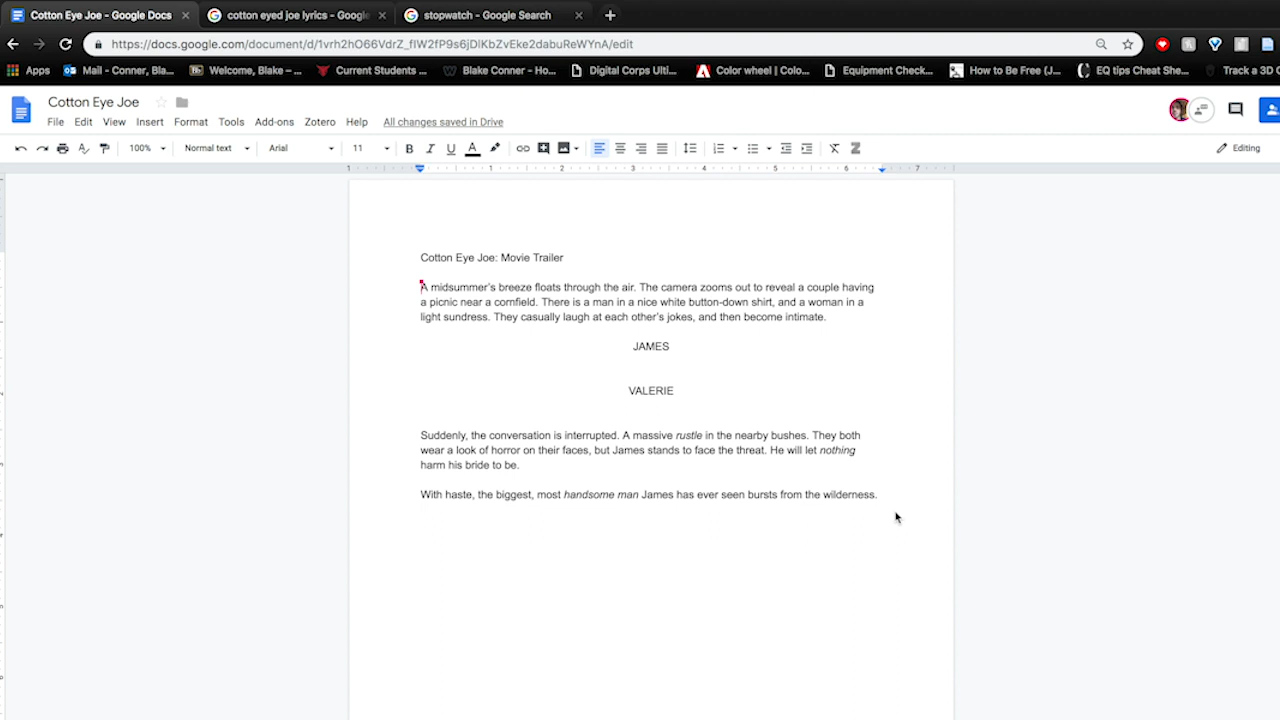 Cotton Eye Joe - Google Docs
cotton eyed joe lyrics - Google
stopwatch - Google Search
https://docs.google.com/document/d/1vrh2hO66VdrZ_fIW2fP9s6jDlKbZvEke2dabuReWYnA/edit
Apps
Mail - Conner, Bla...
Welcome, Blake – ...
Current Students ...
Blake Conner - Ho...
Digital Corps Ulti...
Color wheel | Colo...
Equipment Check...
How to Be Free (J...
EQ tips Cheat She...
Track a 3D
Cotton Eye Joe
File Edit View Insert Format Tools Add-ons Zotero Help All changes saved in Drive
100% Normal text Arial 11 Editing
1 1 2 3 4 5 6 7
Cotton Eye Joe: Movie Trailer
A midsummer's breeze floats through the air. The camera zooms out to reveal a couple having
a picnic near a cornfield. There is a man in a nice white button-down shirt, and a woman in a
light sundress. They casually laugh at each other's jokes, and then become intimate.
JAMES
VALERIE
Suddenly, the conversation is interrupted. A massive rustle in the nearby bushes. They both
wear a look of horror on their faces, but James stands to face the threat. He will let nothing
harm his bride to be.
With haste, the biggest, most handsome man James has ever seen bursts from the wilderness.